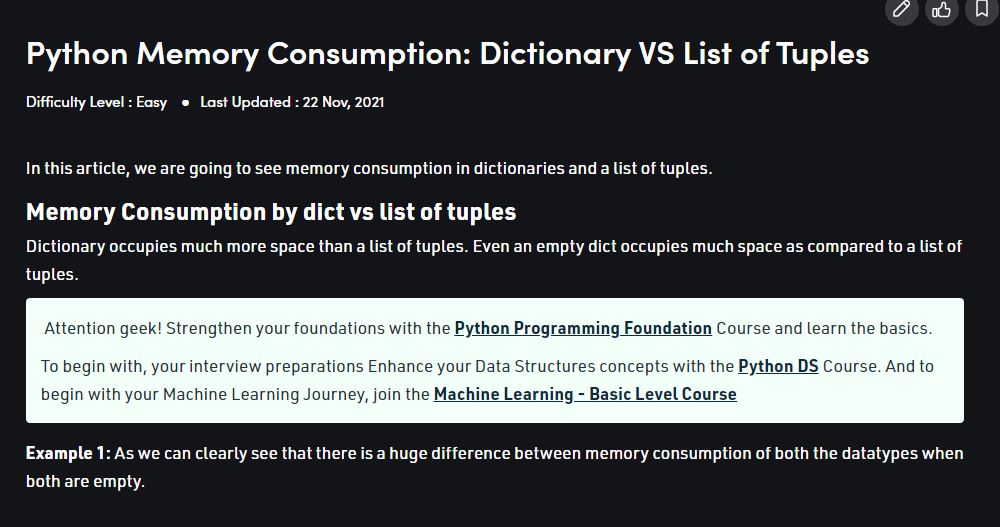 Python Memory Consumption: Dictionary VS List of Tuples
Difficulty Level : Easy • Last Updated : 22 Nov, 2021
In this article, we are going to see memory consumption in dictionaries and a list of tuples.
Memory Consumption by dict vs list of tuples
Dictionary occupies much more space than a list of tuples. Even an empty dict occupies much space as compared to a list of
tuples.
Attention geek! Strengthen your foundations with the Python Programming Foundation Course and learn the basics.
To begin with, your interview preparations Enhance your Data Structures concepts with the Python DS Course. And to
begin with your Machine Learning Journey, join the Machine Learning - Basic Level Course
Example 1: As we can clearly see that there is a huge difference between memory consumption of both the datatypes when
both are empty.